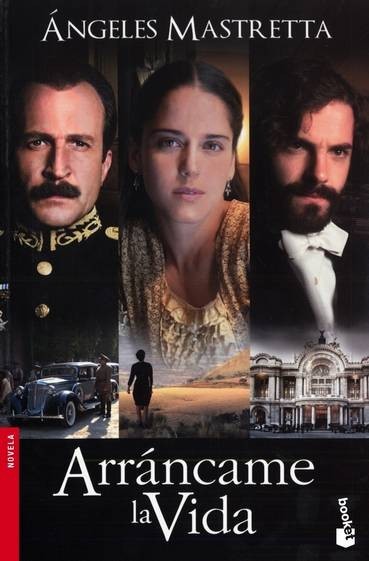 ÁNGELES MASTRETTA
NOVELA
Arráncame
la Vida
booket